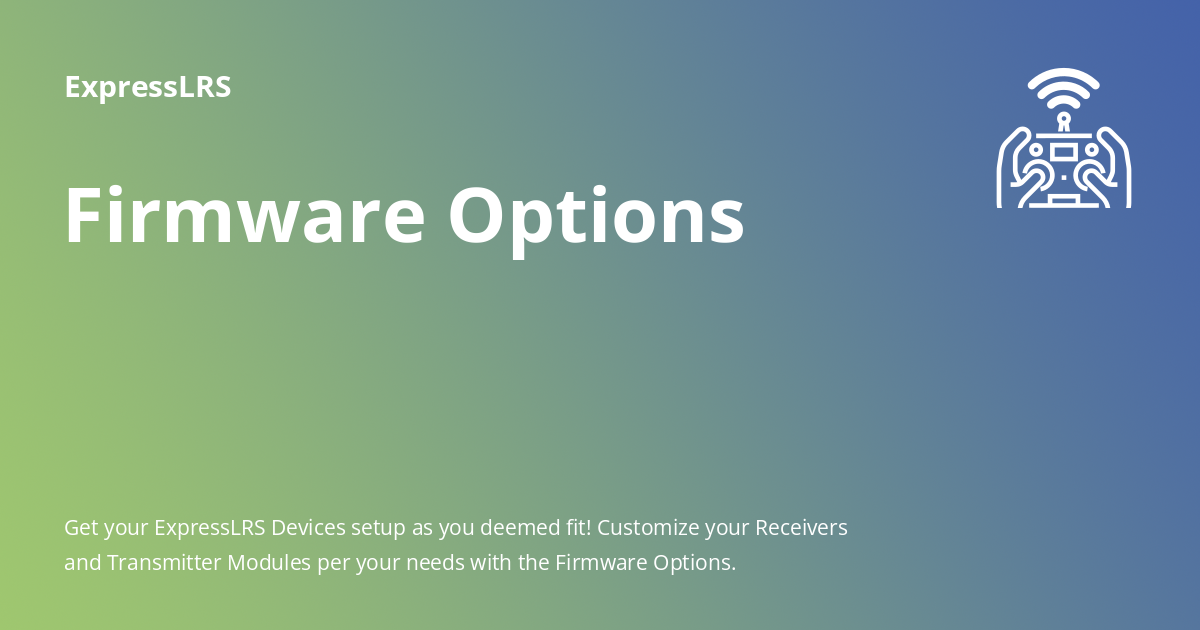 ExpressLRS
Firmware Options
Get your ExpressLRS Devices setup as you deemed fit! Customize your Receivers
and Transmitter Modules per your needs with the Firmware Options.